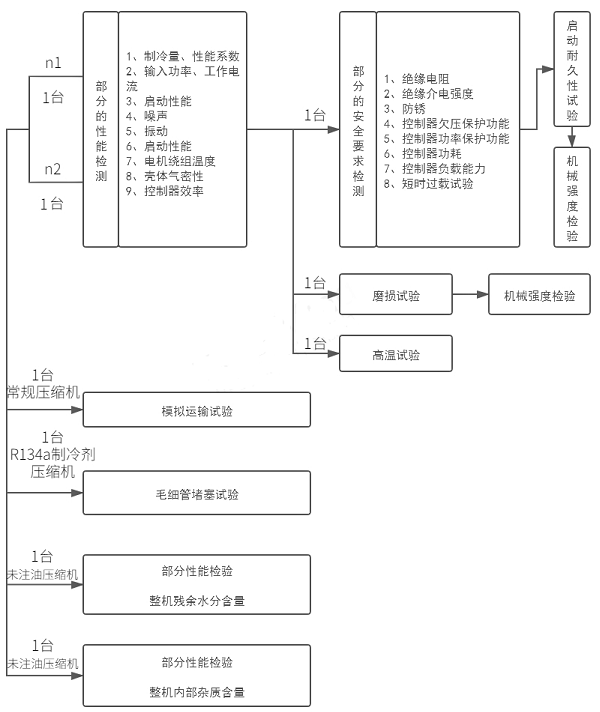 n1
1台
n2
1台
部
分
的
性
能
检
测
1、制冷量、性能系数
2、输入功率、工作电
流
3、启动性能
4、噪声
5、振动
6、启动性能
7、电机绕组温度
8、壳体气密性
9、控制器效率
1台
部
分
的
安
全
要
求
检
测
1、绝缘电阻
2、绝缘介电强度
3、防锈
4、控制器欠压保护功能
5、控制器功率保护功能
6、控制器功耗
7、控制器负载能力
8、短时过载试验
启
动
耐
久
性
试
验
机
械
强
度
检
验
1台
磨损试验
机械强度检验
1台
高温试验
1台
常规压缩机
模拟运输试验
1台
R134a制冷剂
压缩机
毛细管堵塞试验
1台
未注油压缩机
部分性能检验
整机残余水分含量
1台
未注油压缩机
部分性能检验
整机内部杂质含量